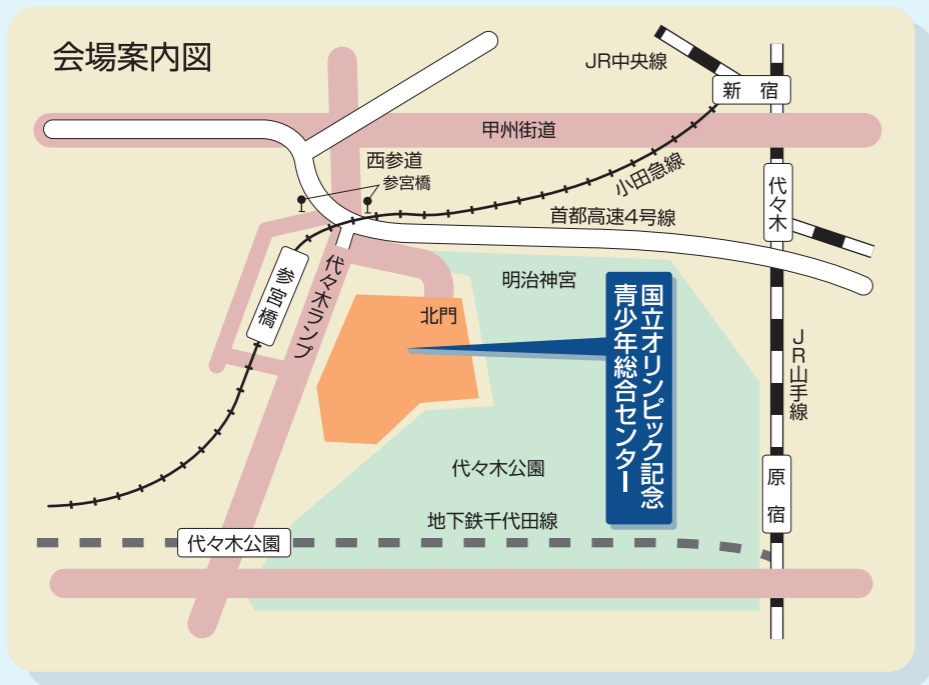 会場案内図
JR中央線
新 宿
甲州街道
西参道
参宮橋
小田急線
代々木
首都高速4号線
参宮橋
代々木ランプ
明治神宮
北門
国立オリンピック記念
青少年総合センター
JR山手線
代々木公園
原 宿
地下鉄千代田線
代々木公園